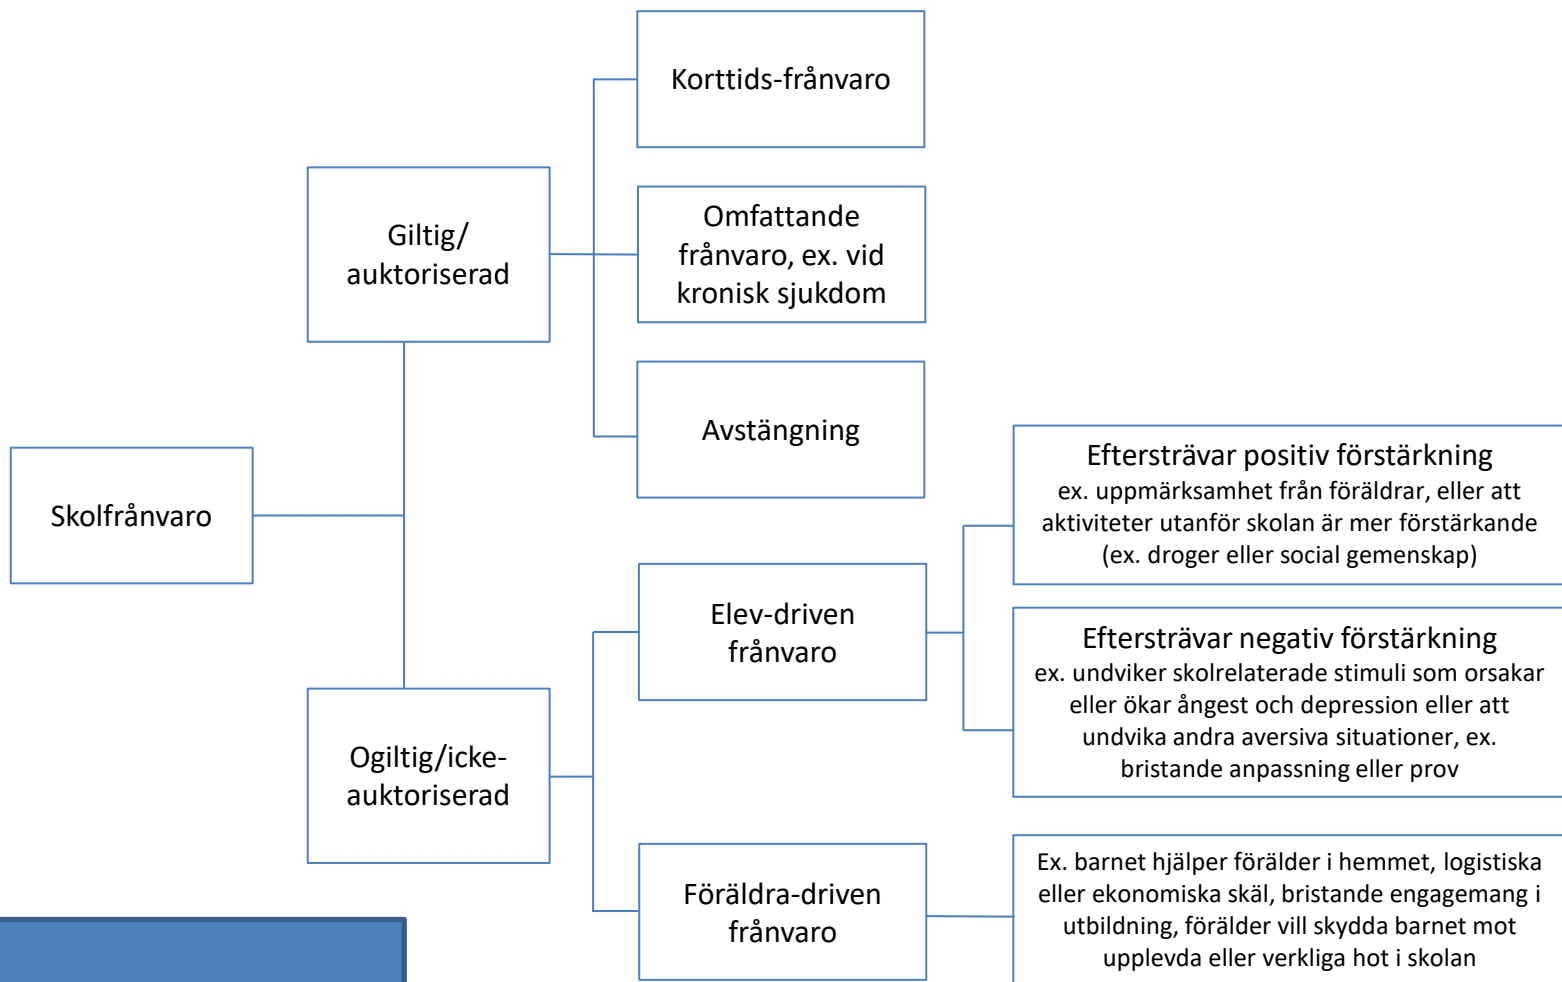 Korttids-frånvaro
Giltig/
auktoriserad
Omfattande
frånvaro, ex. vid
kronisk sjukdom
Avstängning
Skolfrånvaro
Eftersträvar positiv förstärkning
ex. uppmärksamhet från föräldrar, eller att
aktiviteter utanför skolan är mer förstärkande
(ex. droger eller social gemenskap)
Elev-driven
frånvaro
Eftersträvar negativ förstärkning
ex. undviker skolrelaterade stimuli som orsakar
eller ökar ångest och depression eller att
undvika andra aversiva situationer, ex.
bristande anpassning eller prov
Ogiltig/icke-
auktoriserad
Föräldra-driven
frånvaro
Ex. barnet hjälper förälder i hemmet, logistiska
eller ekonomiska skäl, bristande engagemang i
utbildning, förälder vill skydda barnet mot
upplevda eller verkliga hot i skolan